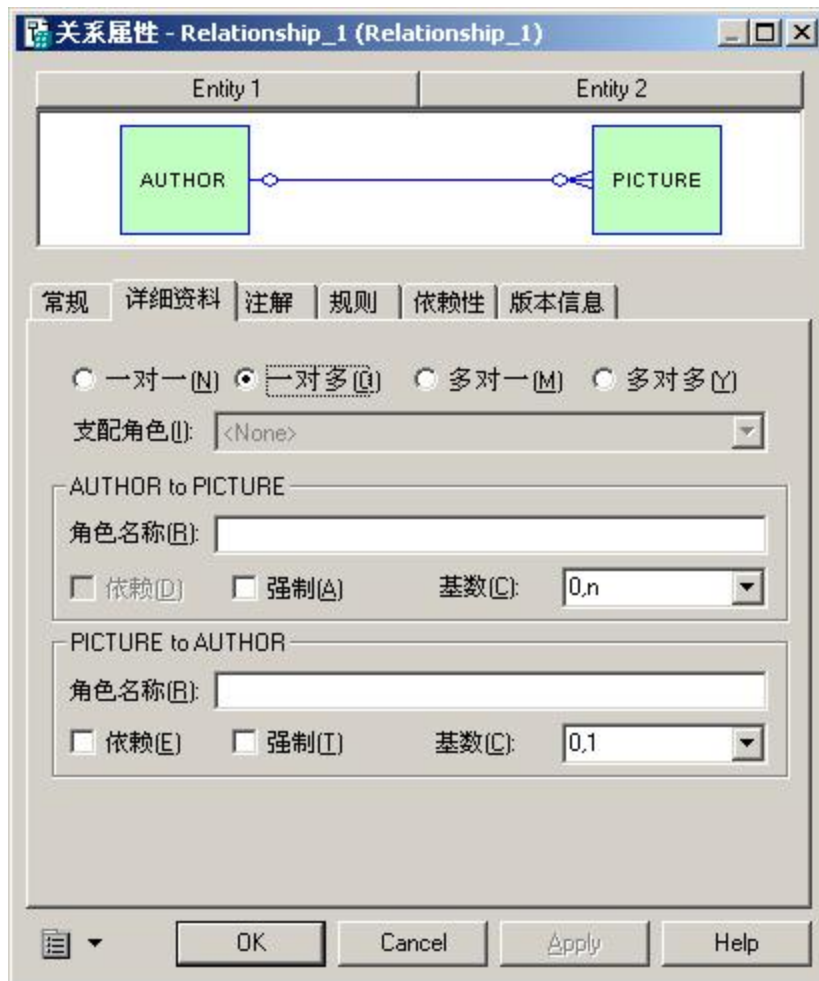 关系属性 - Relationship_1 (Relationship_1)
Entity 1 Entity 2
AUTHOR PICTURE
常规 详细资料 注解 规则 依赖性 版本信息
一对一(N) 一对多(O) 多对一(M) 多对多(Y)
支配角色(I): <None>
AUTHOR to PICTURE
角色名称(R):
依赖(D) 强制(A) 基数(C): 0,n
PICTURE to AUTHOR
角色名称(R):
依赖(E) 强制(T) 基数(C): 0,1
OK Cancel Apply Help